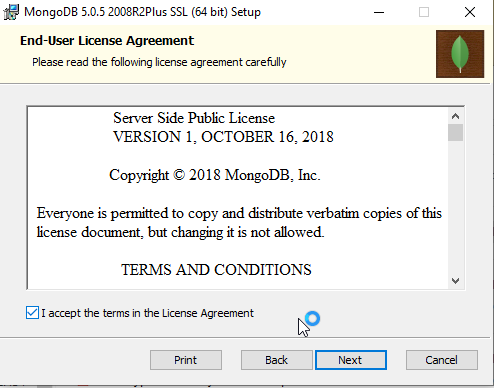 MongoDB 5.0.5 2008R2Plus SSL (64 bit) Setup
End-User License Agreement
Please read the following license agreement carefully
Server Side Public License
VERSION 1, OCTOBER 16, 2018
Copyright © 2018 MongoDB, Inc.
Everyone is permitted to copy and distribute verbatim copies of this
license document, but changing it is not allowed.
TERMS AND CONDITIONS
I accept the terms in the License Agreement
Print Back Next Cancel